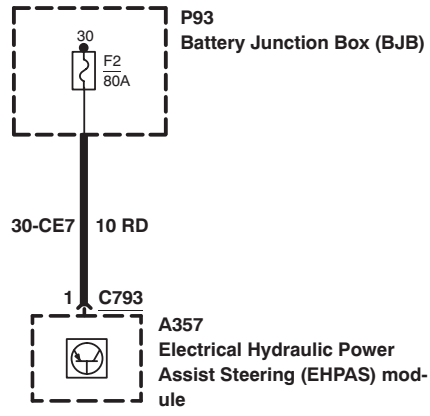 P93
Battery Junction Box (BJB)
30
F2
80A
30-CE7 10 RD
1 C793
A357
Electrical Hydraulic Power
Assist Steering (EHPAS) mod-
ule